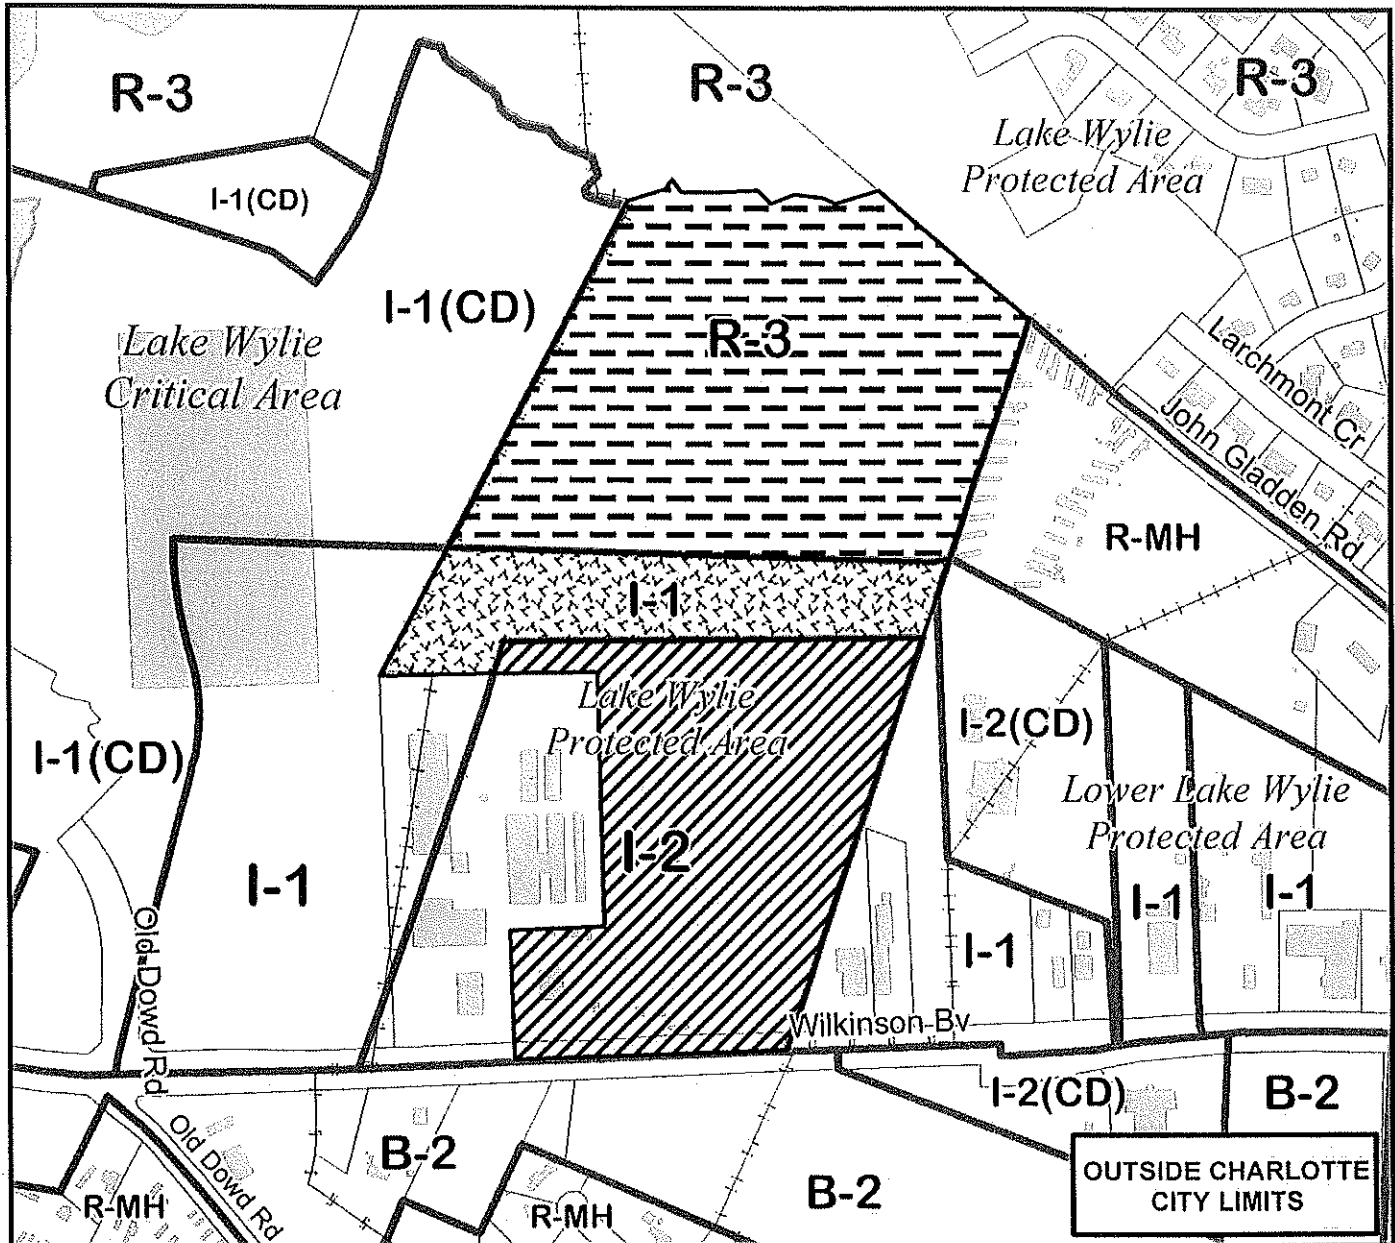 R-3
R-3
R-3
Lake Wylie
Protected Area
I-1(CD)
I-1(CD)
R-3
Lake Wylie
Critical Area
Larchmont Cr
John Gladden Rd
R-MH
I-1
Lake Wylie
Protected Area
I-2(CD)
I-1(CD)
Lower Lake Wylie
Protected Area
I-2
I-1
I-1
I-1
I-1
Old Dowd Rd
Wilkinson Bv
I-2(CD)
B-2
Old Dowd Rd
B-2
R-MH
R-MH
B-2
OUTSIDE CHARLOTTE
CITY LIMITS